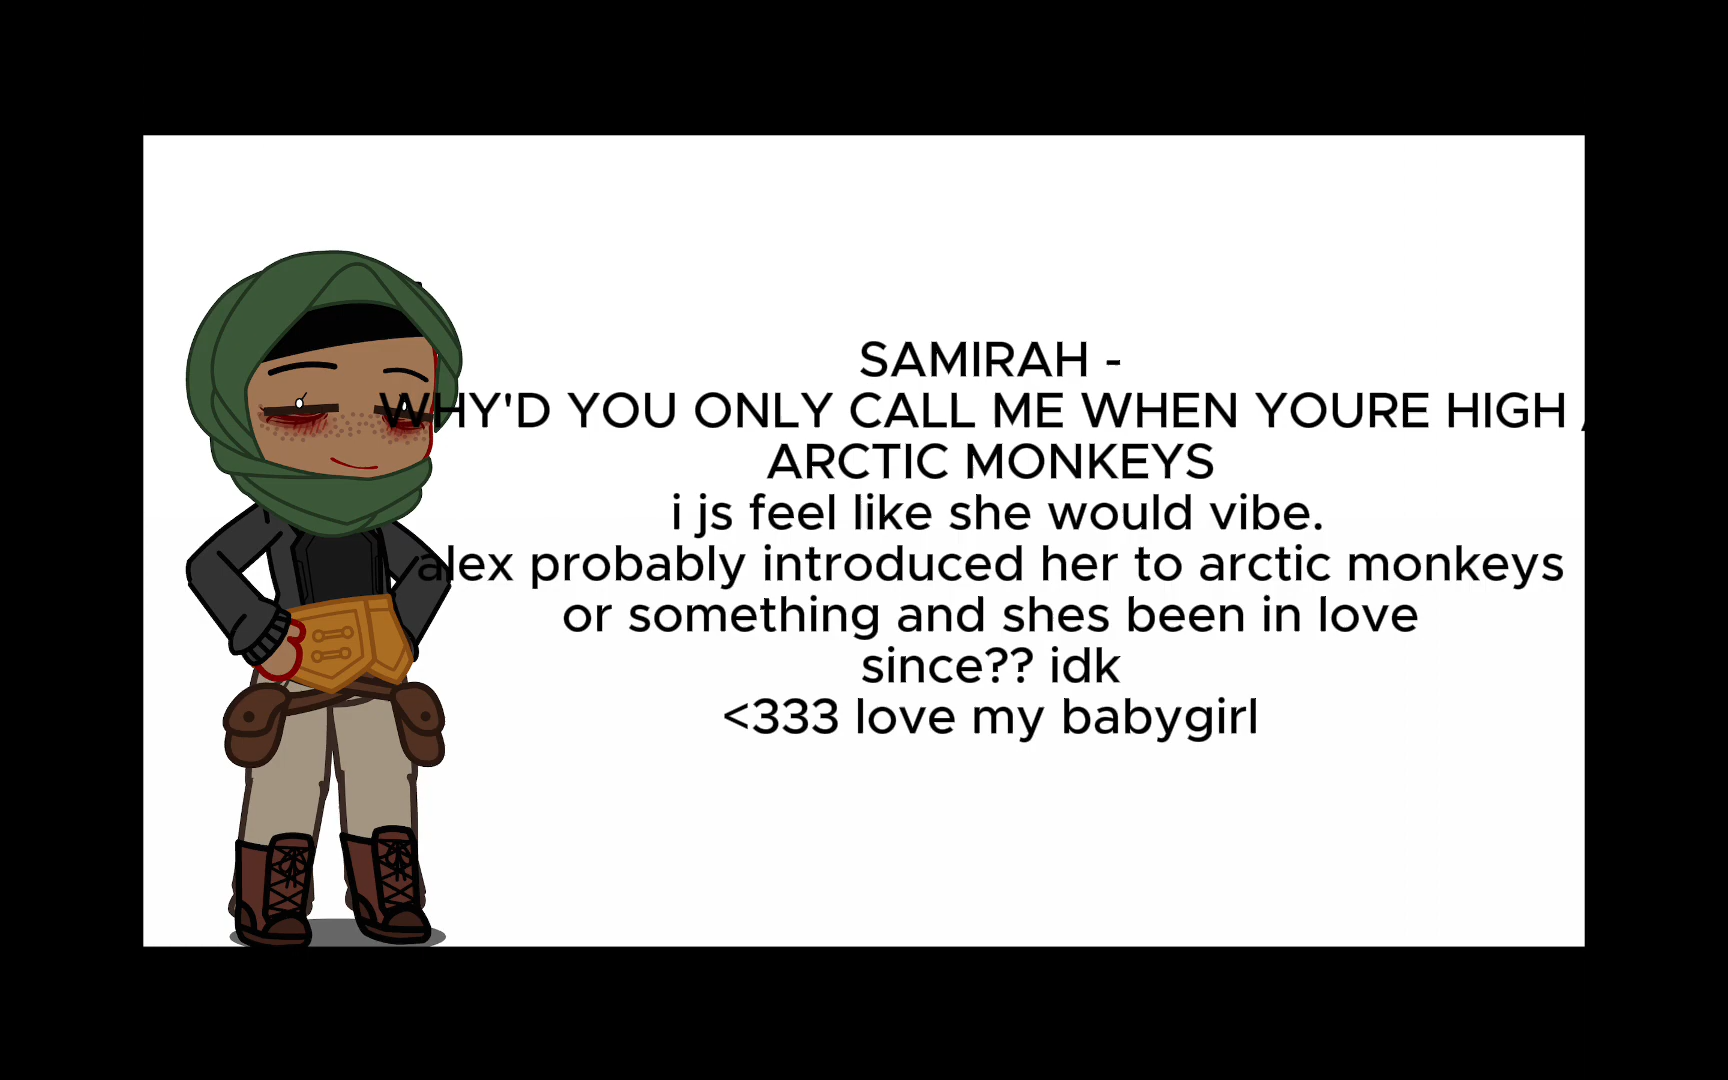 SAMIRAH -
WHY'D YOU ONLY CALL ME WHEN YOURE HIGH /
ARCTIC MONKEYS
i js feel like she would vibe.
alex probably introduced her to arctic monkeys
or something and shes been in love
since?? idk
<333 love my babygirl